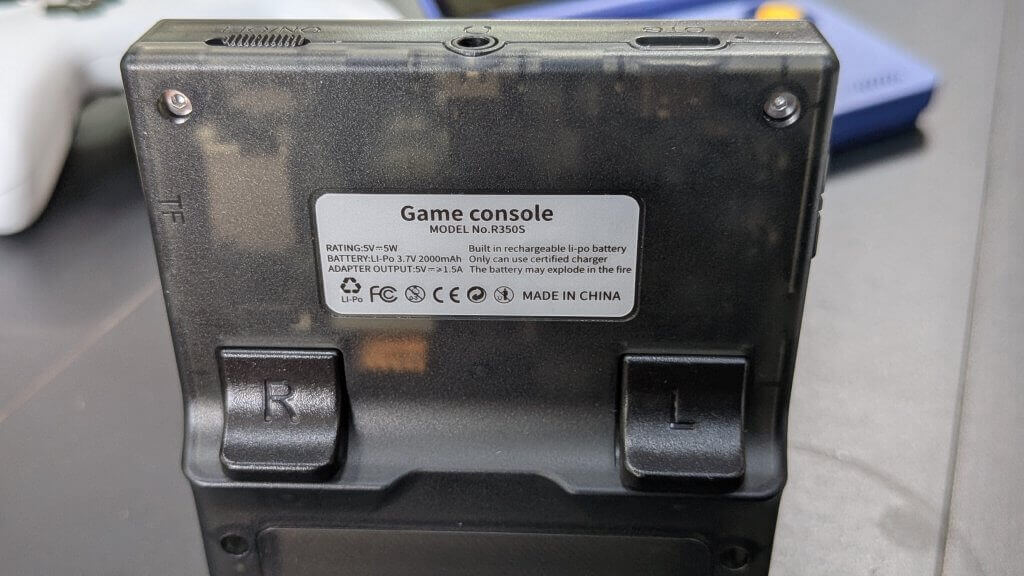 TF
Game console
MODEL No.R350S
RATING:5V⎓5W Built in rechargeable li-po battery
BATTERY:LI-Po 3.7V 2000mAh Only can use certified charger
ADAPTER OUTPUT:5V⎓≥1.5A The battery may explode in the fire
LI-Po FC CE MADE IN CHINA
R L